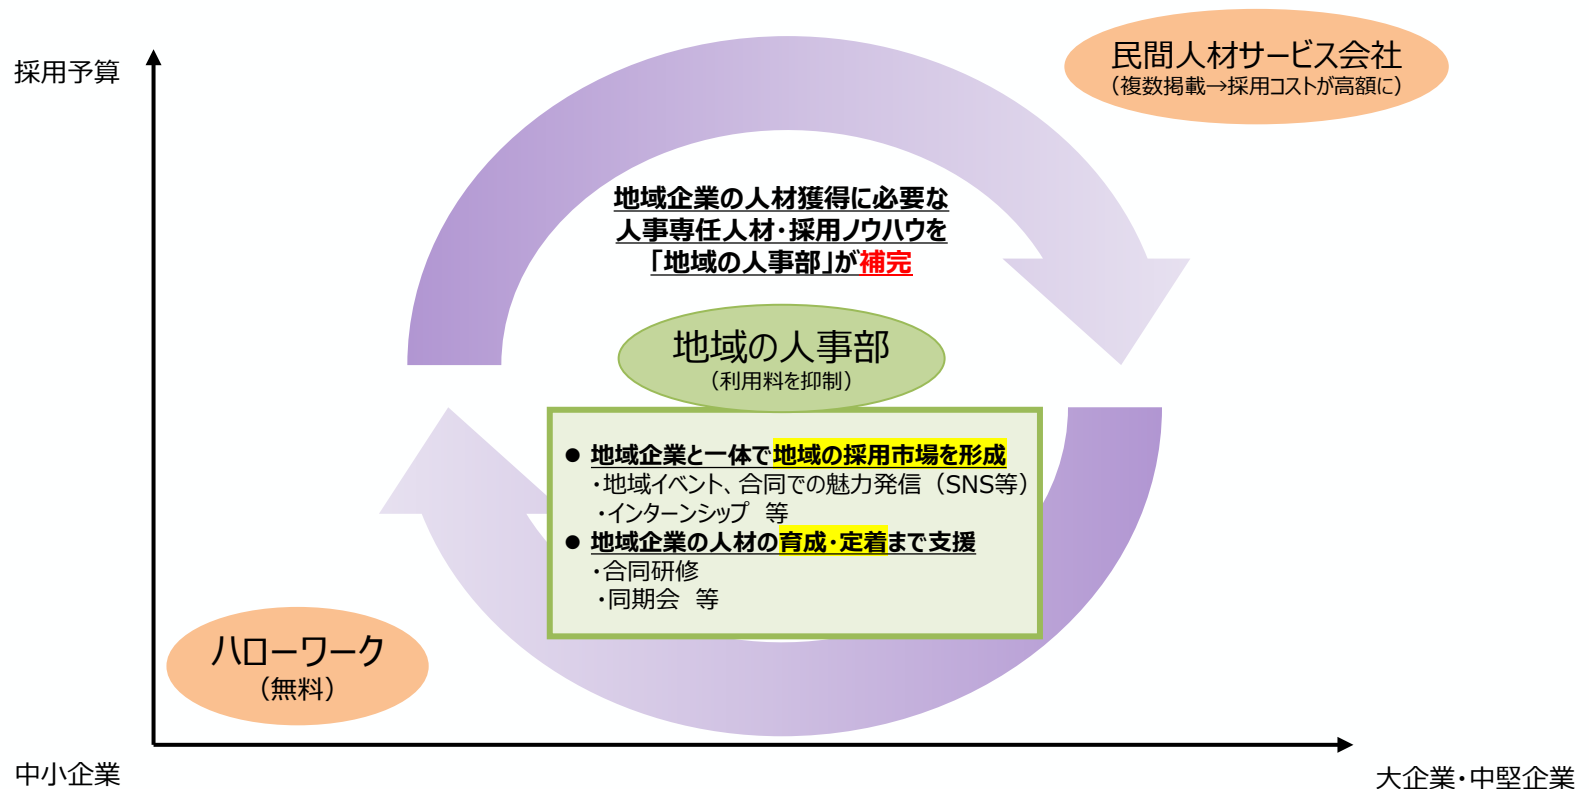 採用予算
民間人材サービス会社
（複数掲載→採用コストが高額に）
地域企業の人材獲得に必要な
人事専任人材・採用ノウハウを
「地域の人事部」が補完
地域の人事部
（利用料を抑制）
● 地域企業と一体で地域の採用市場を形成
・地域イベント、合同での魅力発信（SNS等）
・インターンシップ　等
● 地域企業の人材の育成・定着まで支援
・合同研修
・同期会　等
ハローワーク
（無料）
中小企業
大企業・中堅企業